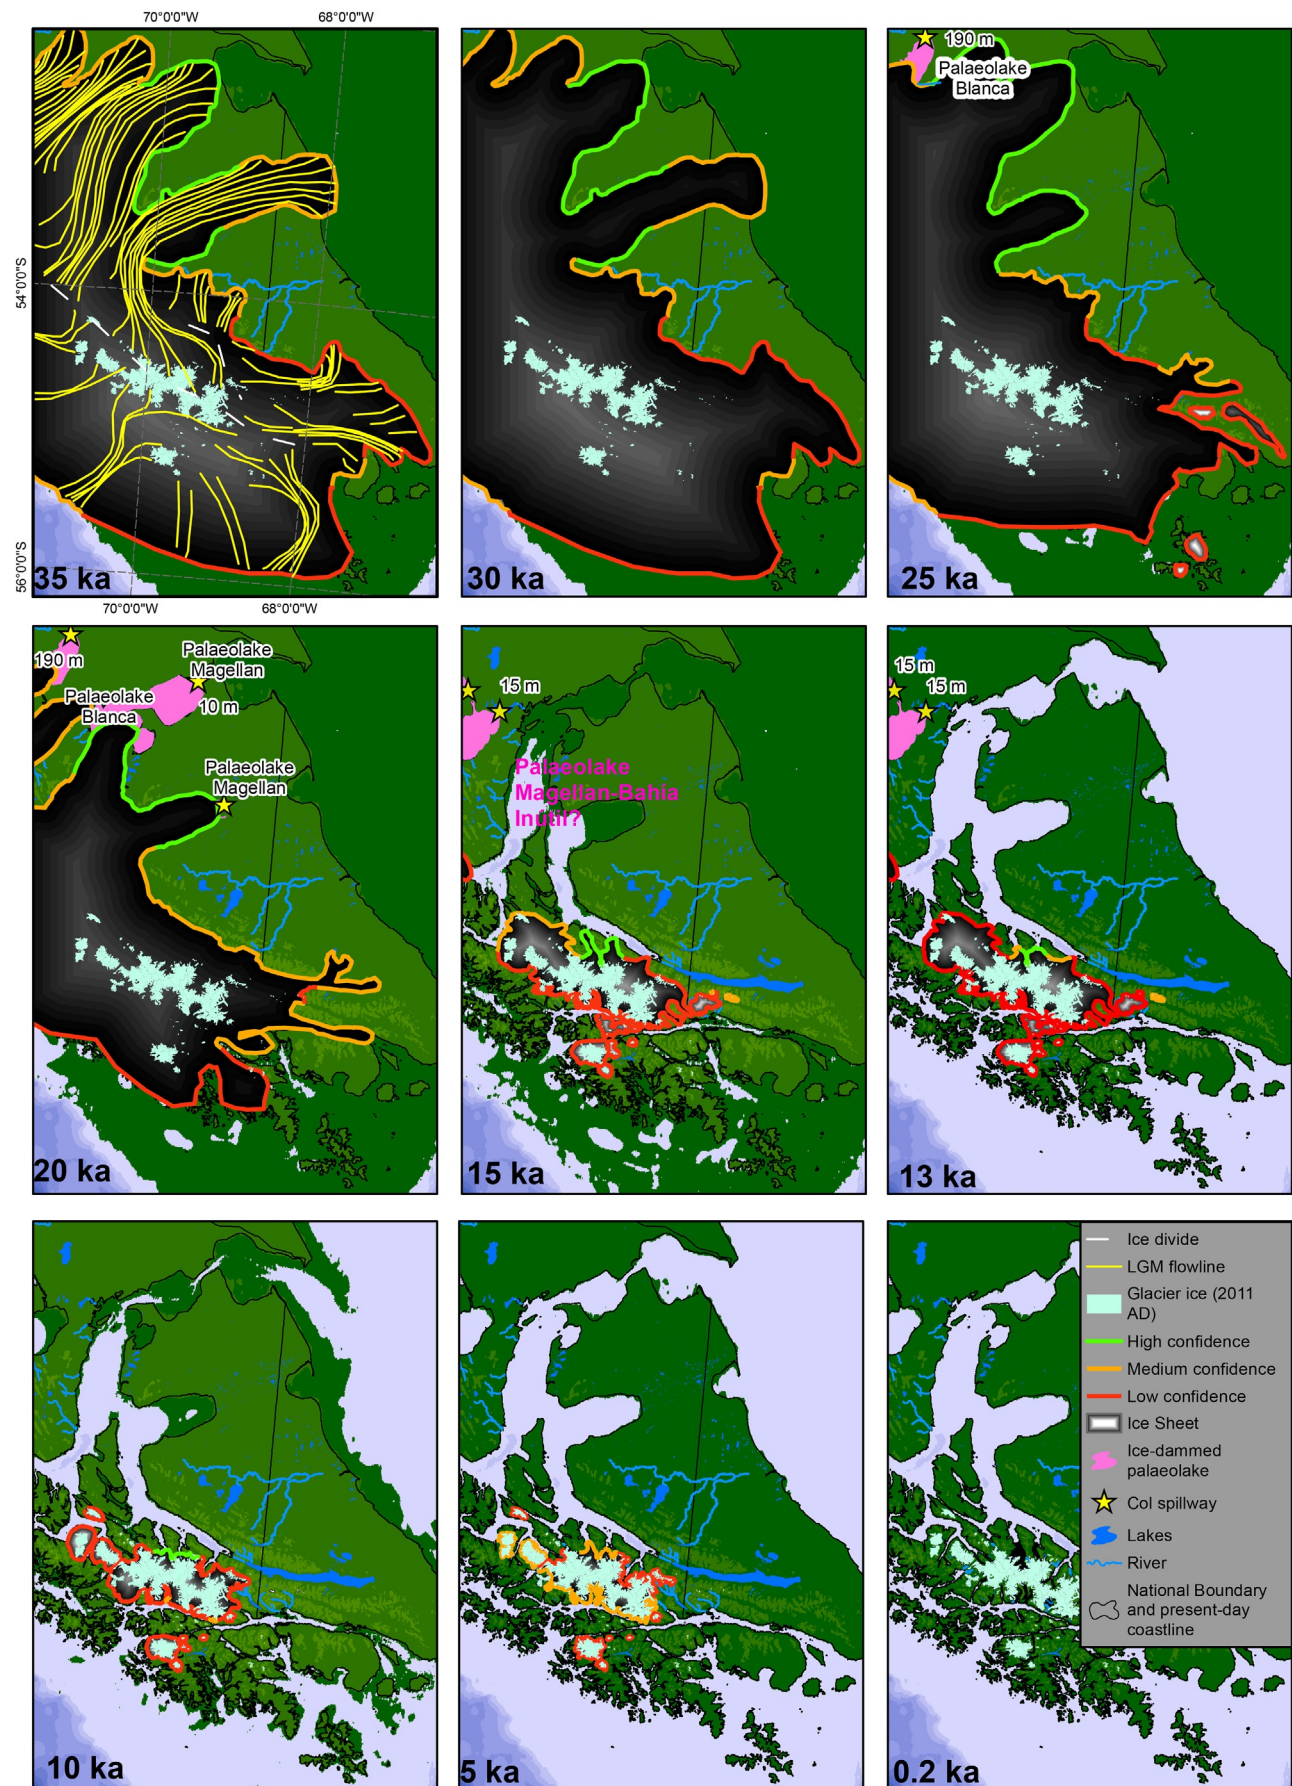 70°0'0"W
68°0'0"W
54°0'0"S
56°0'0"S
35 ka
70°0'0"W
68°0'0"W
30 ka
190 m
Palaeolake
Blanca
25 ka
190 m
Palaeolake
Magellan
Palaeolake
Blanca
10 m
Palaeolake
Magellan
20 ka
15 m
Palaeolake
Magellan-Bahía
Inútil?
15 ka
15 m
15 m
13 ka
10 ka
5 ka
Ice divide
LGM flowline
Glacier ice (2011
AD)
High confidence
Medium confidence
Low confidence
Ice Sheet
Ice-dammed
palaeolake
Col spillway
Lakes
River
National Boundary
and present-day
coastline
0.2 ka